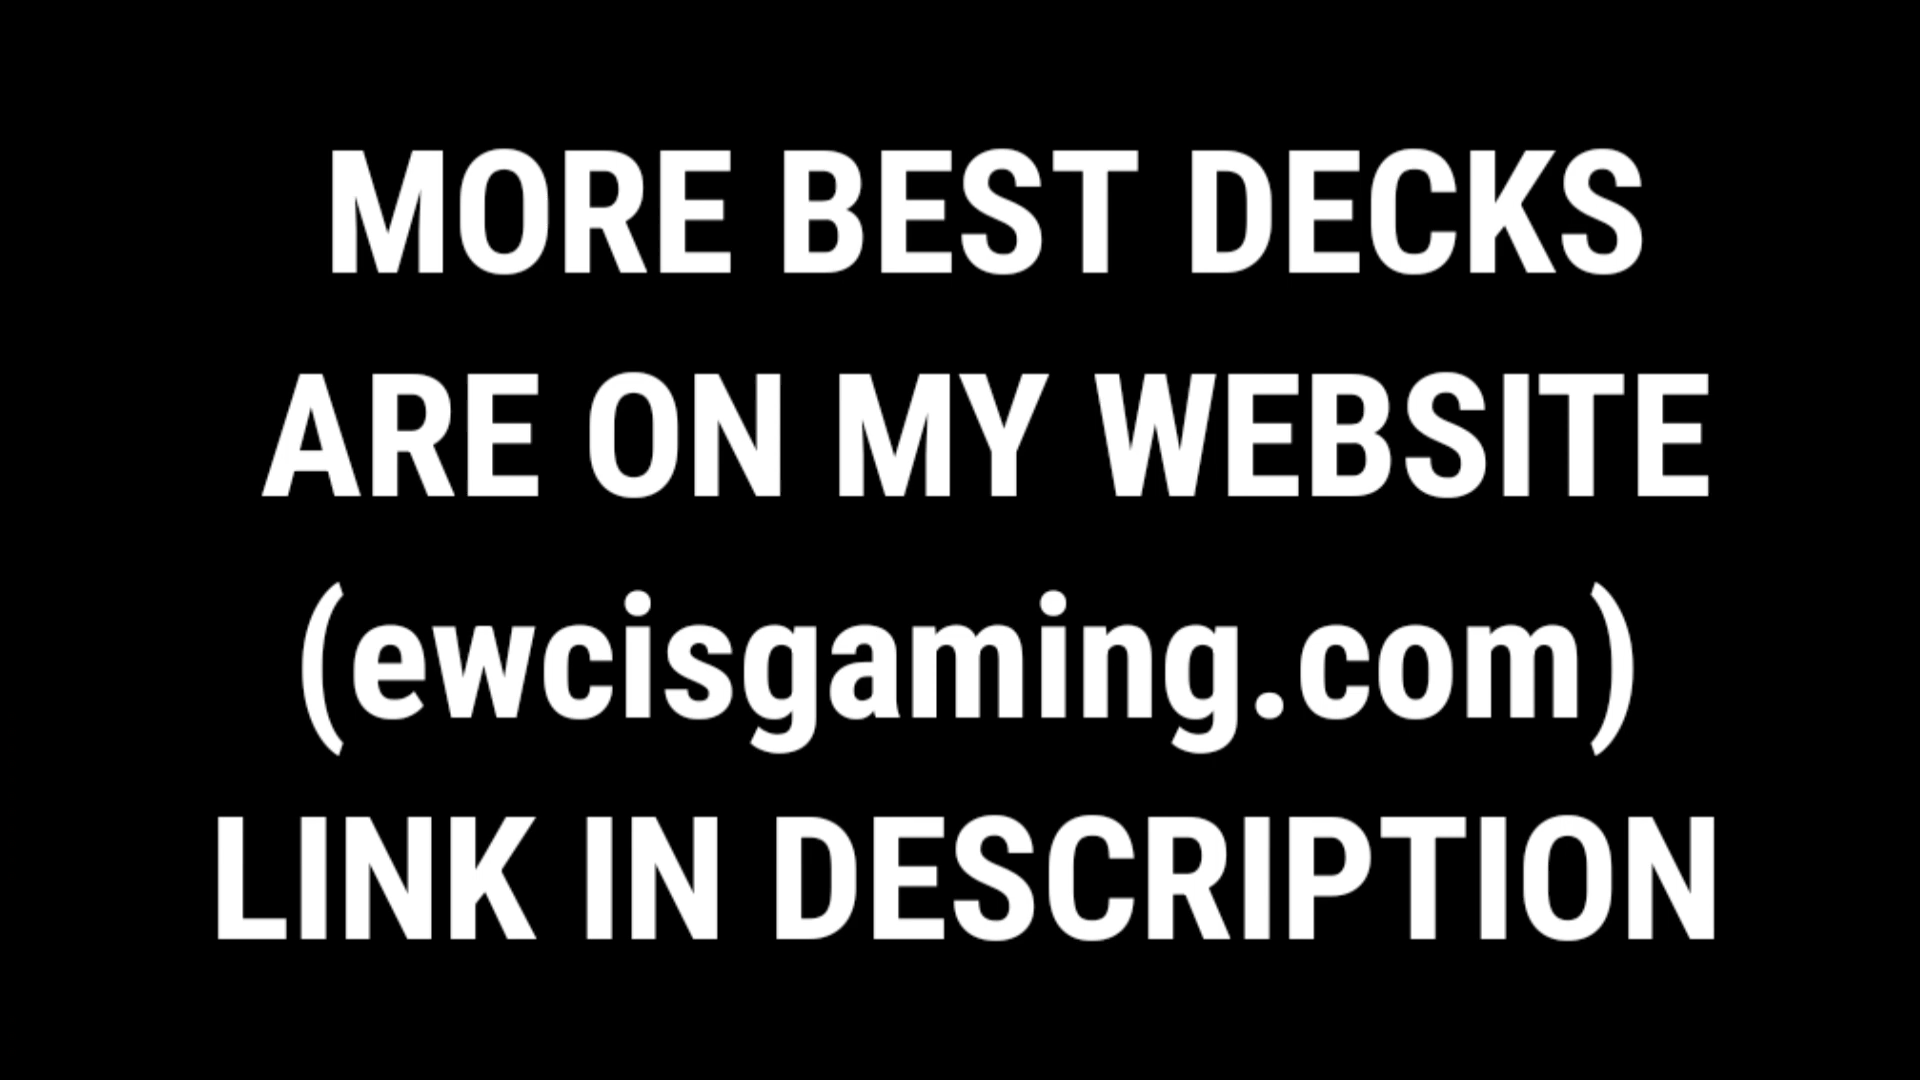 MORE BEST DECKS
ARE ON MY WEBSITE
(ewcisgaming.com)
LINK IN DESCRIPTION